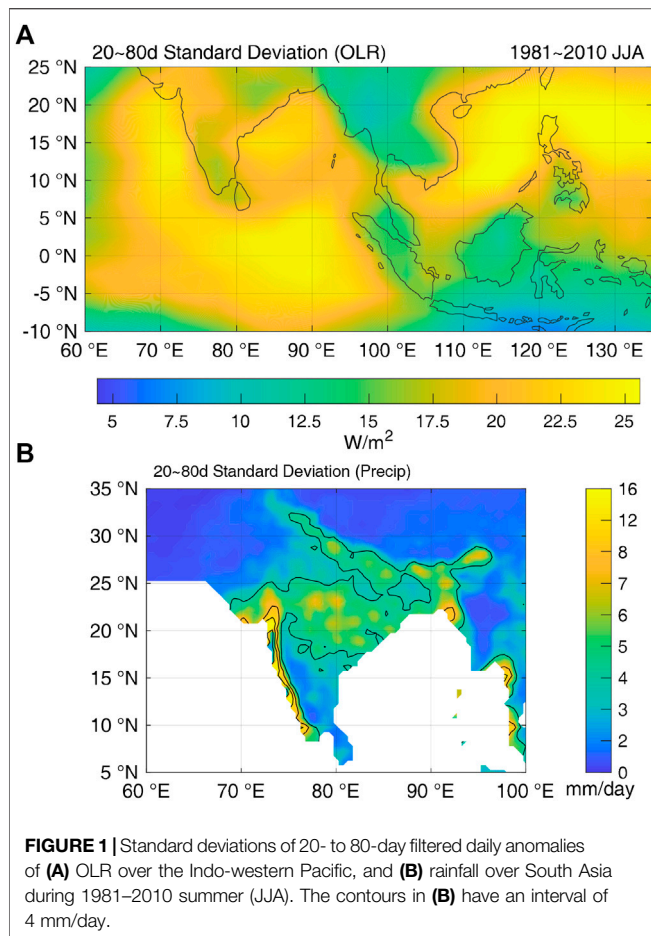 A
20~80d Standard Deviation (OLR) 1981~2010 JJA
25 °N
20 °N
15 °N
10 °N
5 °N
0 °N
-5 °N
-10 °N
60 °E 70 °E 80 °E 90 °E 100 °E 110 °E 120 °E 130 °E
5 7.5 10 12.5 15 17.5 20 22.5 25
W/m²
B
20~80d Standard Deviation (Precip)
35 °N
30 °N
25 °N
20 °N
15 °N
10 °N
5 °N
60 °E 70 °E 80 °E 90 °E 100 °E
16
12
8
7
6
5
4
3
2
1
0
mm/day
FIGURE 1 | Standard deviations of 20- to 80-day filtered daily anomalies
of (A) OLR over the Indo-western Pacific, and (B) rainfall over South Asia
during 1981–2010 summer (JJA). The contours in (B) have an interval of
4 mm/day.